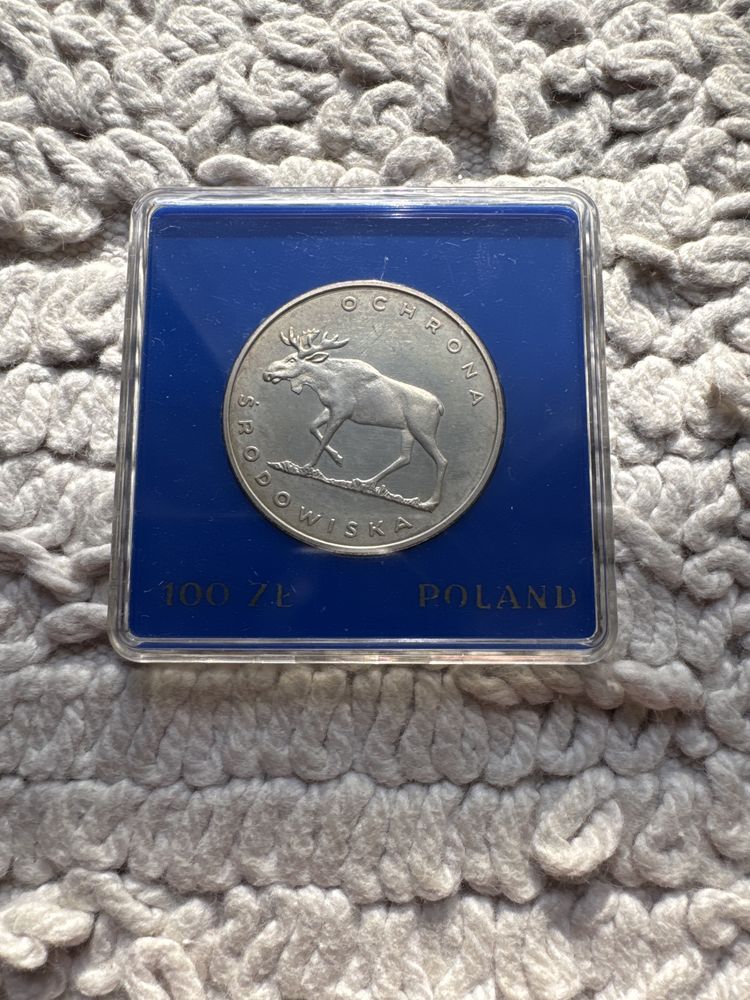 OCHRONA
ŚRODOWISKA
100 ZŁ POLAND